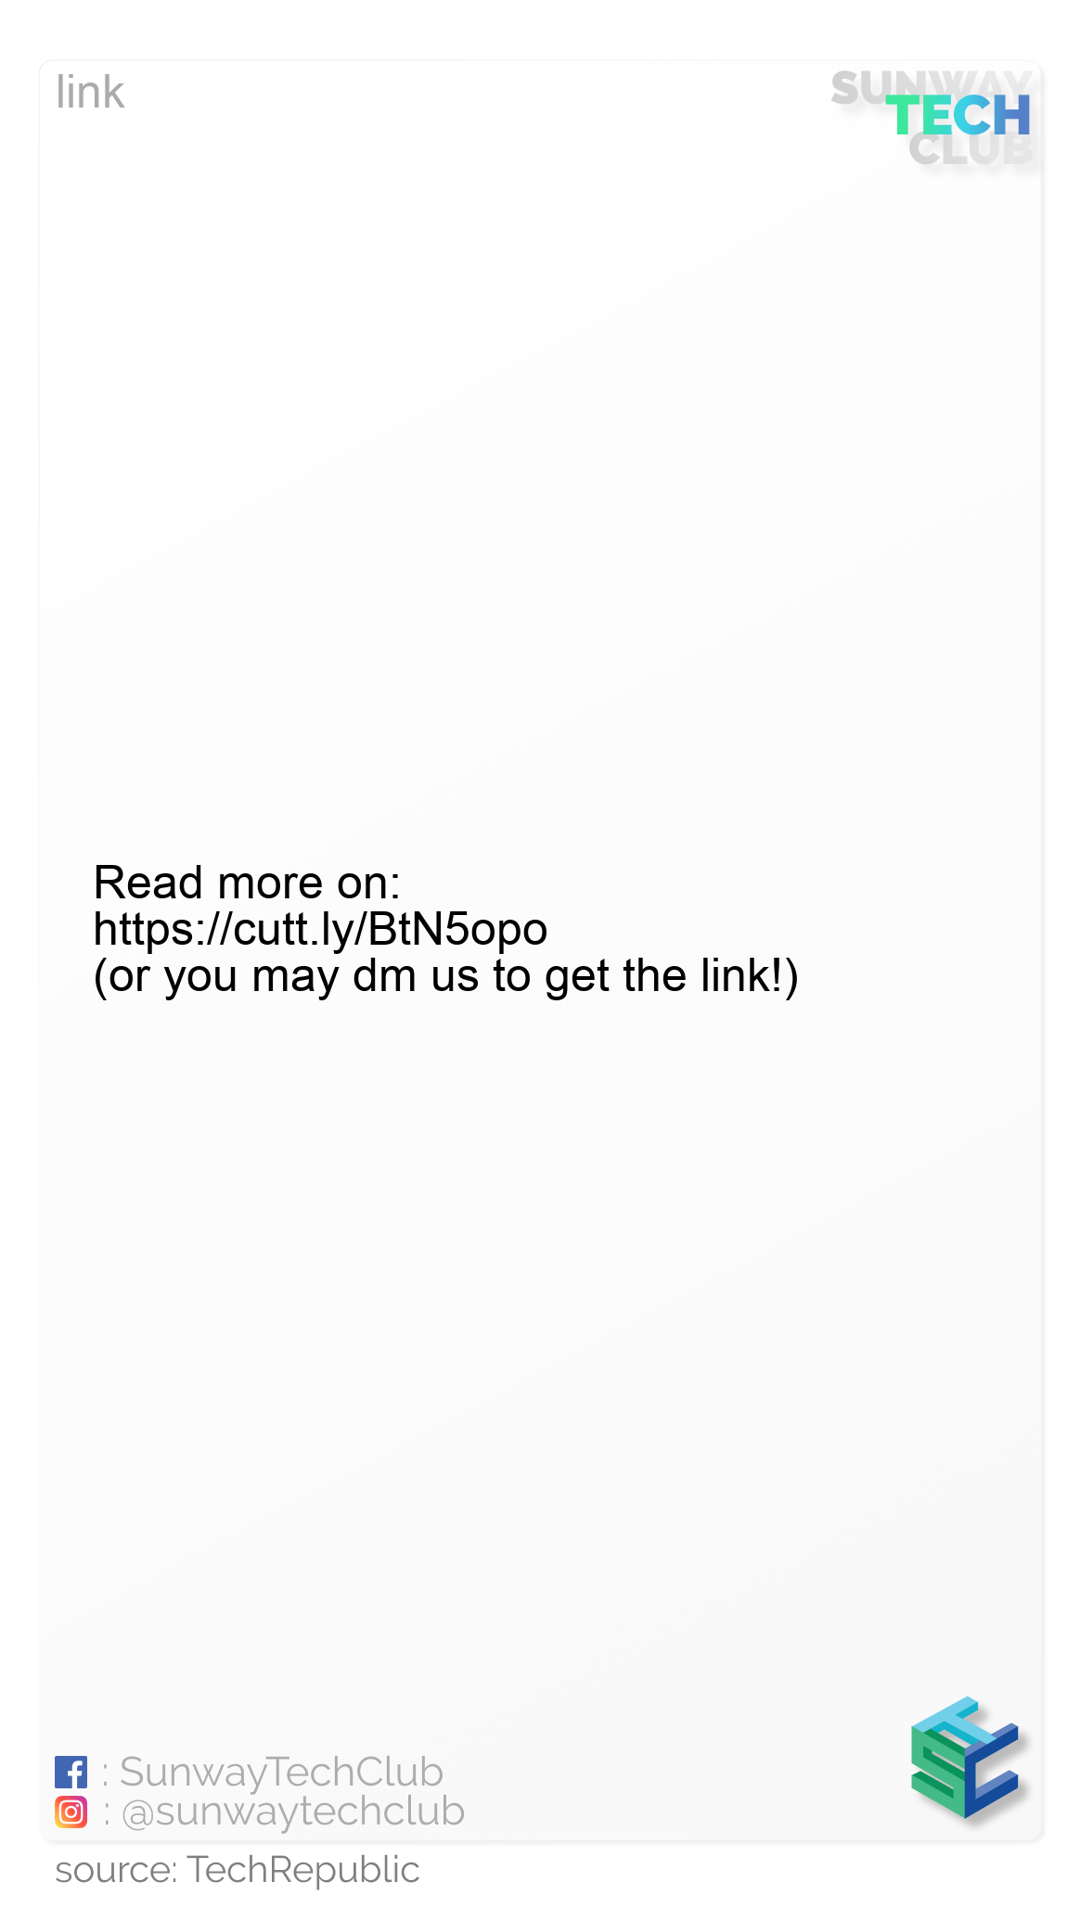 link
SUNWAY
TECH
CLUB
Read more on:
https://cutt.ly/BtN5opo
(or you may dm us to get the link!)
: SunwayTechClub
: @sunwaytechclub
source: TechRepublic